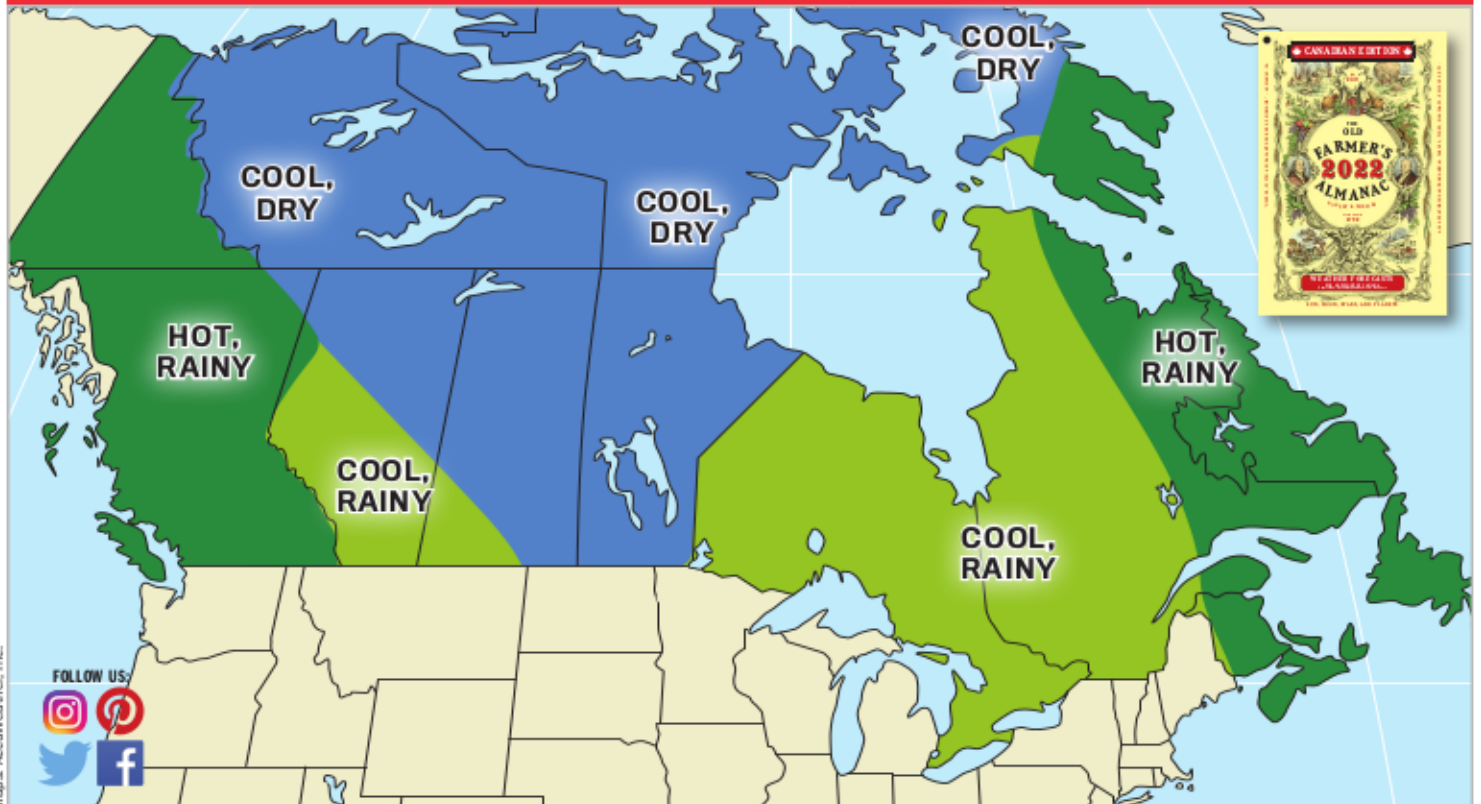 COOL,
DRY
CANADIAN EDITION
THE
OLD
FARMER'S
2022
ALMANAC
COOL,
DRY
COOL,
DRY
HOT,
RAINY
HOT,
RAINY
COOL,
RAINY
COOL,
RAINY
FOLLOW US: